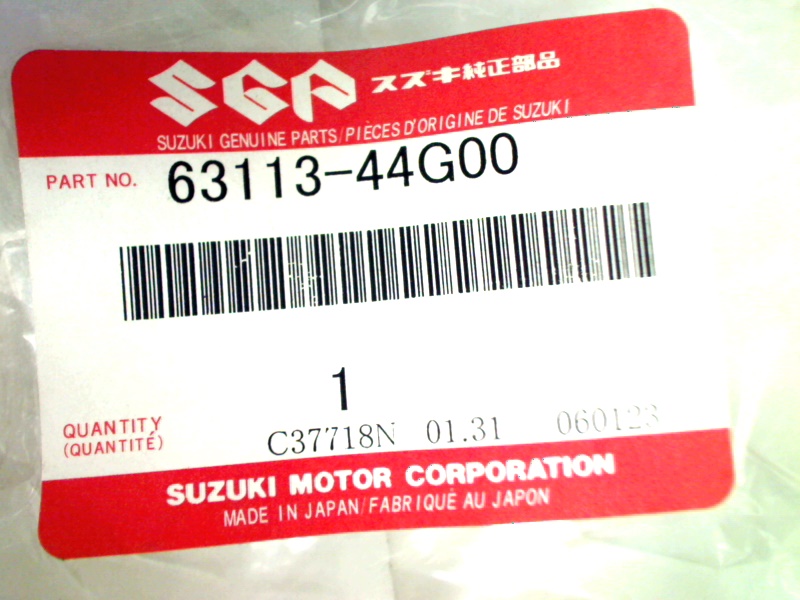 SGP スズキ純正部品
SUZUKI GENUINE PARTS/PIÈCES D'ORIGINE DE SUZUKI
PART NO. 63113-44G00
1
QUANTITY
(QUANTITÉ)
C37718N 01.31 060123
SUZUKI MOTOR CORPORATION
MADE IN JAPAN/FABRIQUÉ AU JAPON